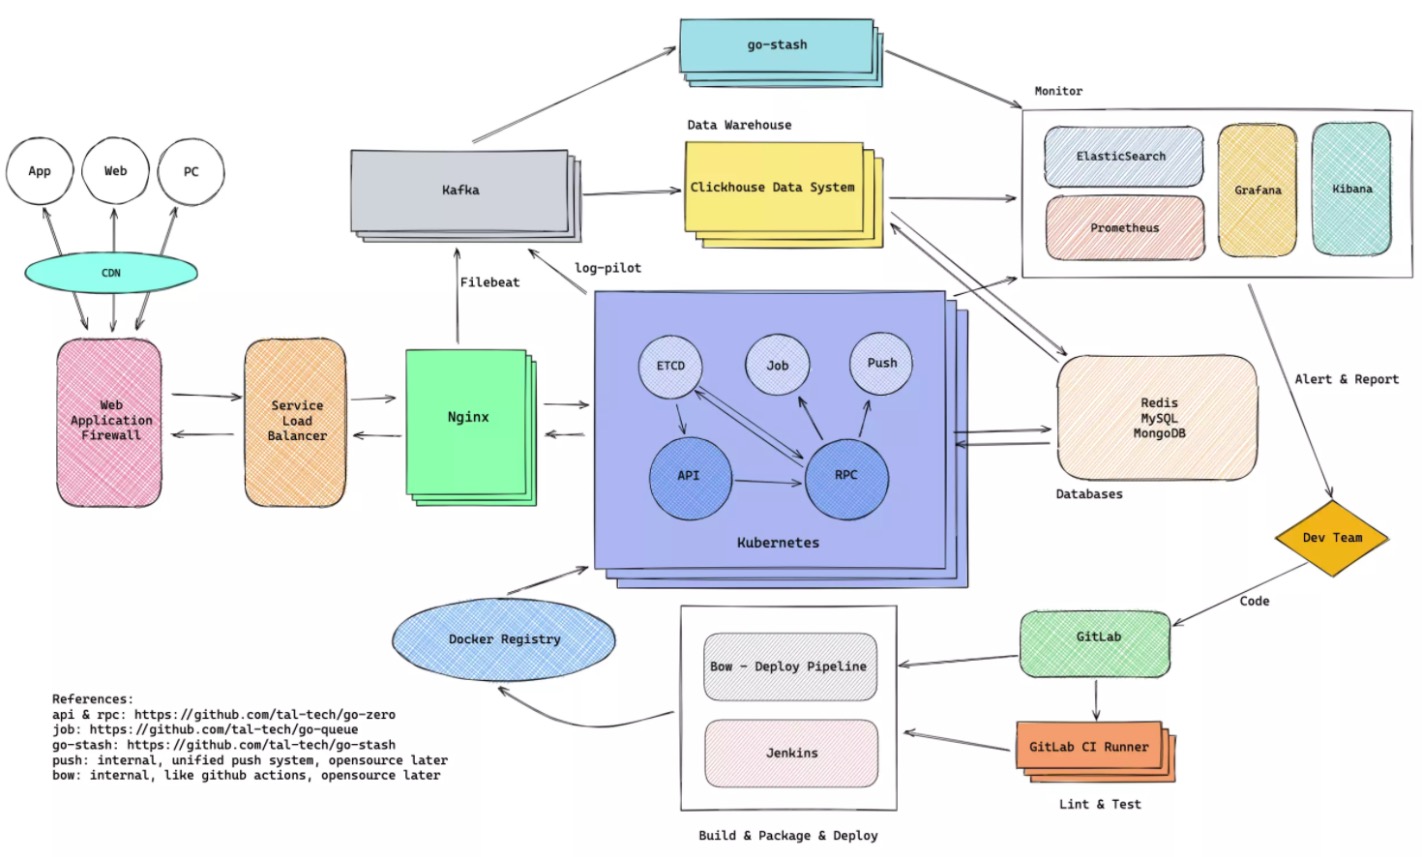 go-stash
Monitor
Data Warehouse
App
Web
PC
Kafka
Clickhouse Data System
ElasticSearch
Prometheus
Grafana
Kibana
CDN
Filebeat
log-pilot
Web
Application
Firewall
Service
Load
Balancer
Nginx
ETCD
Job
Push
API
RPC
Kubernetes
Redis
MySQL
MongoDB
Databases
Alert & Report
Dev Team
Code
Docker Registry
Bow - Deploy Pipeline
Jenkins
Build & Package & Deploy
GitLab
GitLab CI Runner
Lint & Test
References:
api & rpc: https://github.com/tal-tech/go-zero
job: https://github.com/tal-tech/go-queue
go-stash: https://github.com/tal-tech/go-stash
push: internal, unified push system, opensource later
bow: internal, like github actions, opensource later